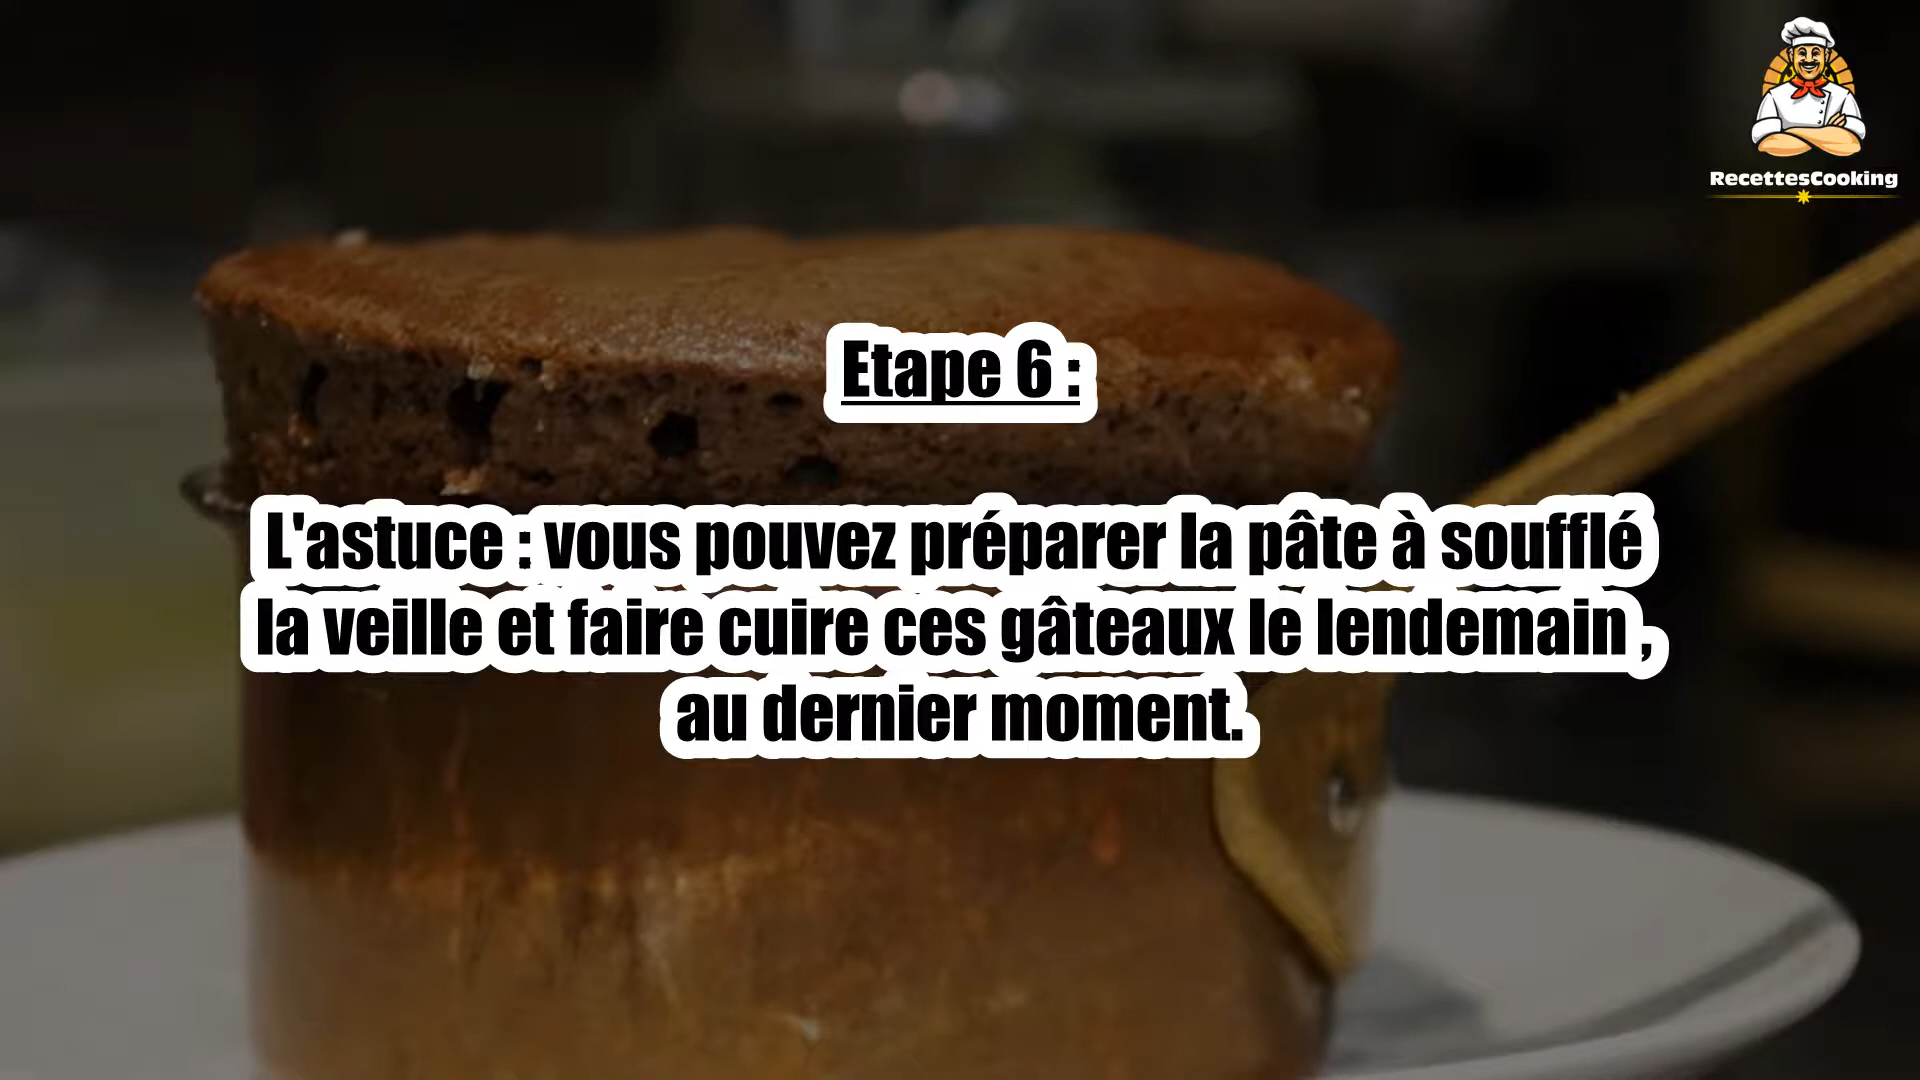 RecettesCooking
Etape 6 :
L'astuce : vous pouvez préparer la pâte à soufflé
la veille et faire cuire ces gâteaux le lendemain ,
au dernier moment.